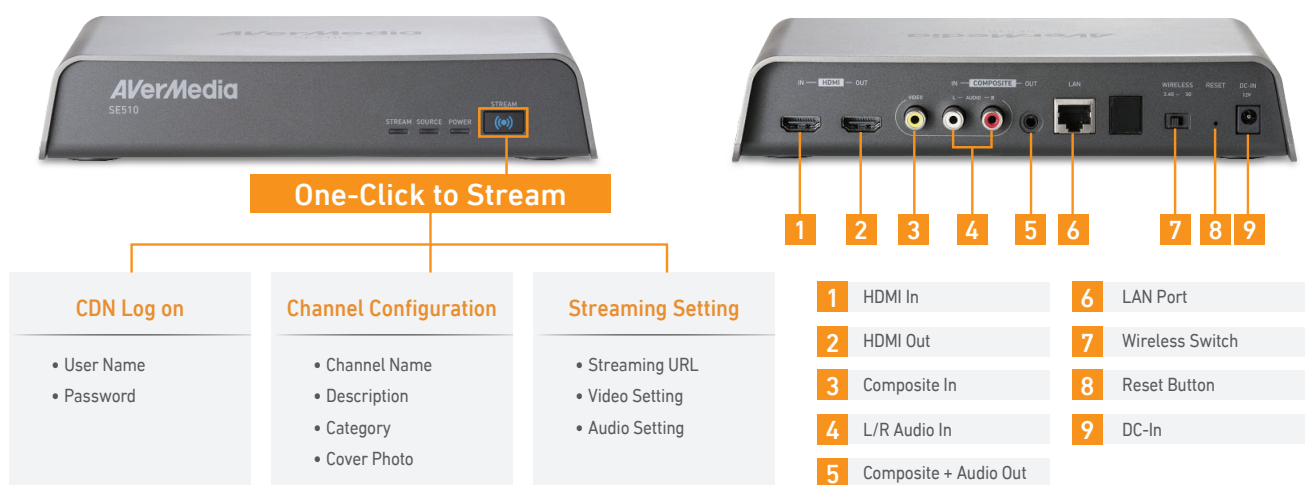 AVerMedia
SE510
STREAM
STREAM SOURCE POWER
One-Click to Stream
CDN Log on
• User Name
• Password
Channel Configuration
• Channel Name
• Description
• Category
• Cover Photo
Streaming Setting
• Streaming URL
• Video Setting
• Audio Setting
IN — HDMI — OUT
IN — COMPOSITE — OUT
VIDEO
L — AUDIO — R
LAN
WIRELESS
2.4G — 5G
RESET
DC-IN
12V
1 2 3 4 5 6 7 8 9
1 HDMI In
2 HDMI Out
3 Composite In
4 L/R Audio In
5 Composite + Audio Out
6 LAN Port
7 Wireless Switch
8 Reset Button
9 DC-In